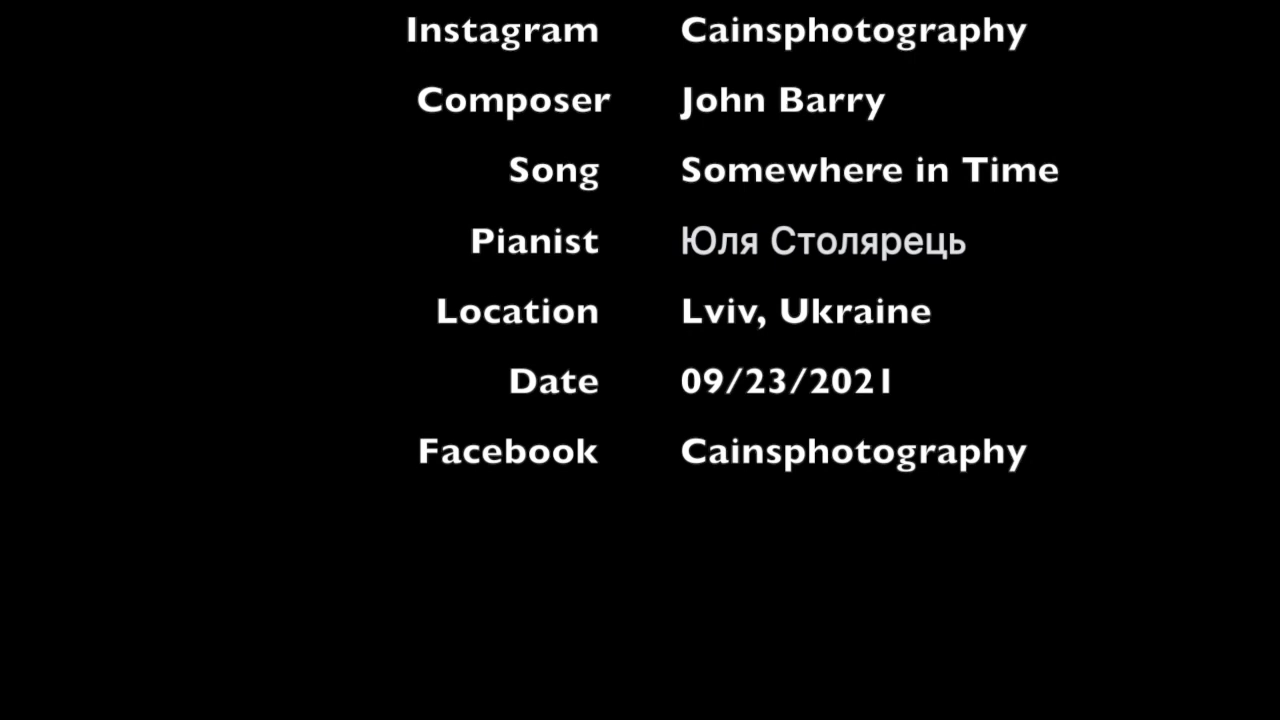 Instagram Cainsphotography
Composer John Barry
Song Somewhere in Time
Pianist Юля Столярець
Location Lviv, Ukraine
Date 09/23/2021
Facebook Cainsphotography